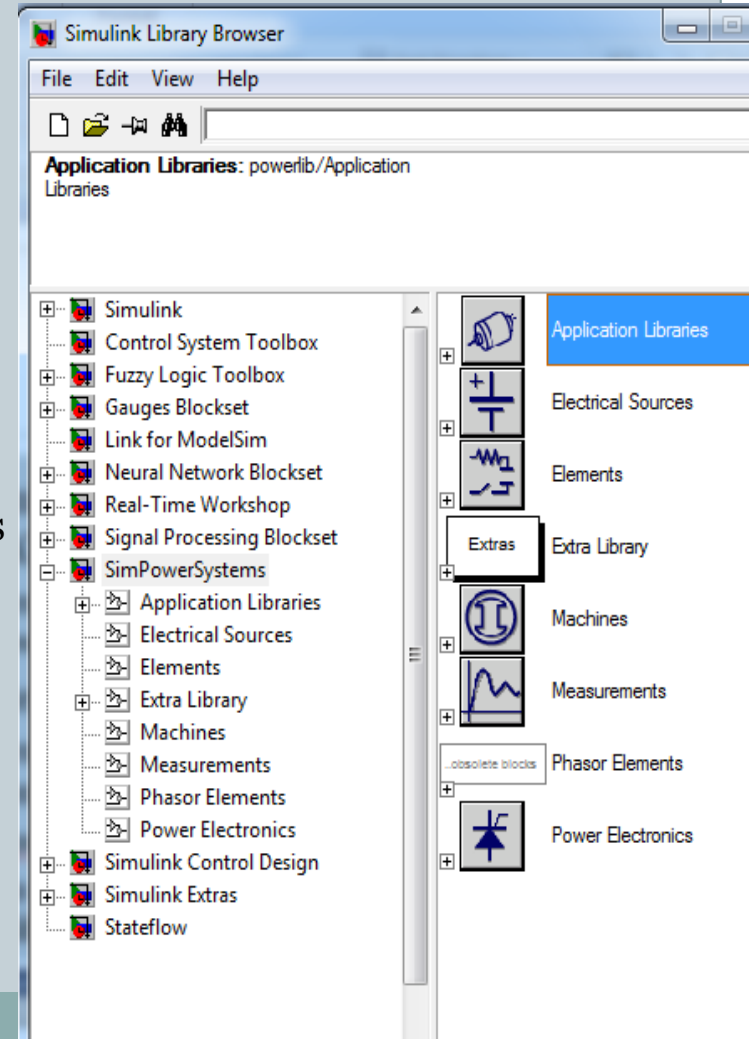 Simulink Library Browser
File Edit View Help
Application Libraries: powerlib/Application
Libraries
Simulink
Control System Toolbox
Fuzzy Logic Toolbox
Gauges Blockset
Link for ModelSim
Neural Network Blockset
Real-Time Workshop
Signal Processing Blockset
SimPowerSystems
Application Libraries
Electrical Sources
Elements
Extra Library
Machines
Measurements
Phasor Elements
Power Electronics
Simulink Control Design
Simulink Extras
Stateflow
Application Libraries
Electrical Sources
Elements
Extras Extra Library
Machines
Measurements
..obsolete blocks Phasor Elements
Power Electronics
s